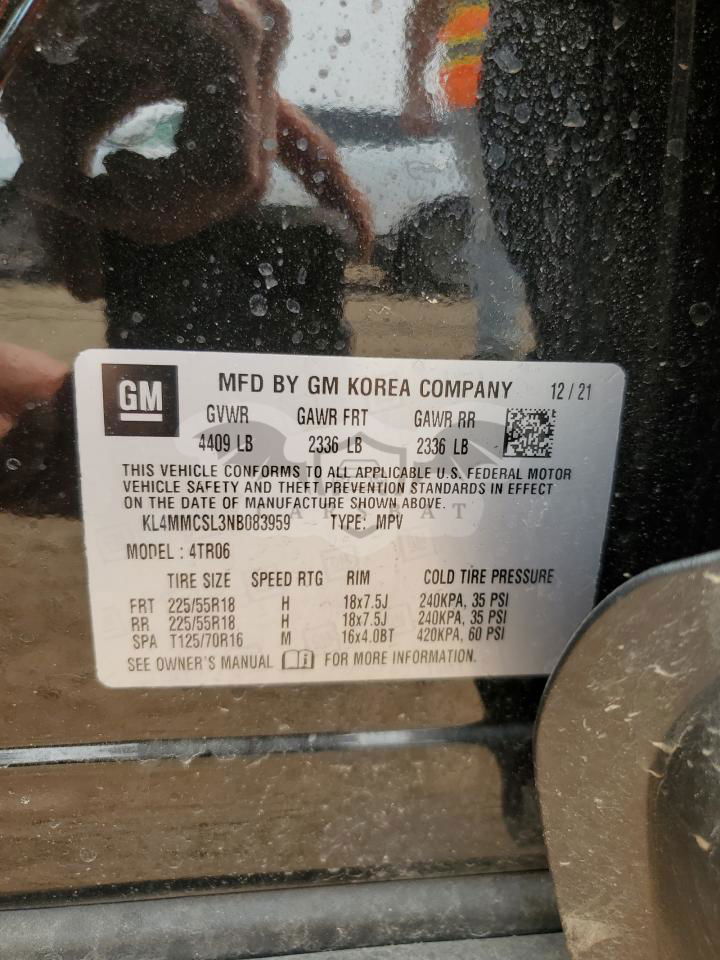 GM MFD BY GM KOREA COMPANY 12 / 21
GVWR GAWR FRT GAWR RR
4409 LB 2336 LB 2336 LB
THIS VEHICLE CONFORMS TO ALL APPLICABLE U.S. FEDERAL MOTOR
VEHICLE SAFETY AND THEFT PREVENTION STANDARDS IN EFFECT
ON THE DATE OF MANUFACTURE SHOWN ABOVE.
KL4MMCSL3NB083959 TYPE: MPV
MODEL : 4TR06
TIRE SIZE SPEED RTG RIM COLD TIRE PRESSURE
FRT 225/55R18 H 18x7.5J 240KPA, 35 PSI
RR 225/55R18 H 18x7.5J 240KPA, 35 PSI
SPA T125/70R16 M 16x4.0BT 420KPA, 60 PSI
SEE OWNER'S MANUAL FOR MORE INFORMATION.